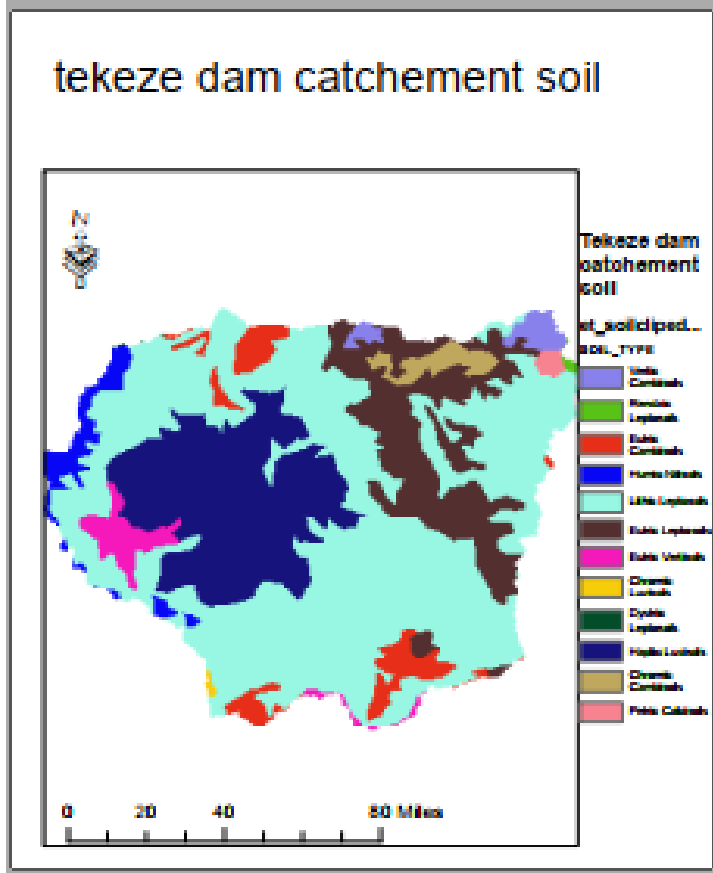 tekeze dam catchement soil
N
Tekeze dam
catchement
soil
et_soilcliped...
SOIL_TYPE
Vertic
Cambisols
Rendzic
Leptosols
Eutric
Cambisols
Humic Nitisols
Lithic Leptosols
Eutric Leptosols
Eutric Vertisols
Chromic
Luvisols
Dystric
Leptosols
Haplic Luvisols
Chromic
Cambisols
Calcisols
0 20 40 80 Miles